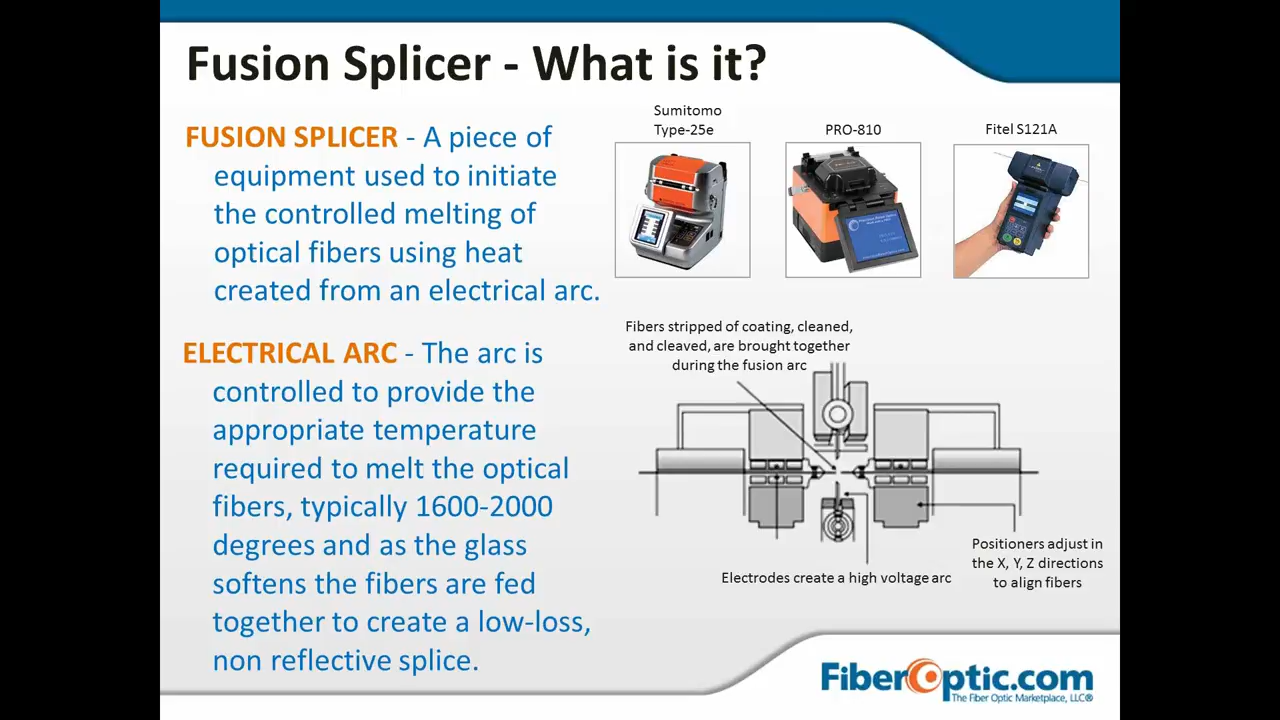 Fusion Splicer - What is it?
FUSION SPLICER - A piece of
equipment used to initiate
the controlled melting of
optical fibers using heat
created from an electrical arc.
ELECTRICAL ARC - The arc is
controlled to provide the
appropriate temperature
required to melt the optical
fibers, typically 1600-2000
degrees and as the glass
softens the fibers are fed
together to create a low-loss,
non reflective splice.
Sumitomo
Type-25e
PRO-810
Fitel S121A
Fibers stripped of coating, cleaned,
and cleaved, are brought together
during the fusion arc
Electrodes create a high voltage arc
Positioners adjust in
the X, Y, Z directions
to align fibers
FiberOptic.com
The Fiber Optic Marketplace, LLC®